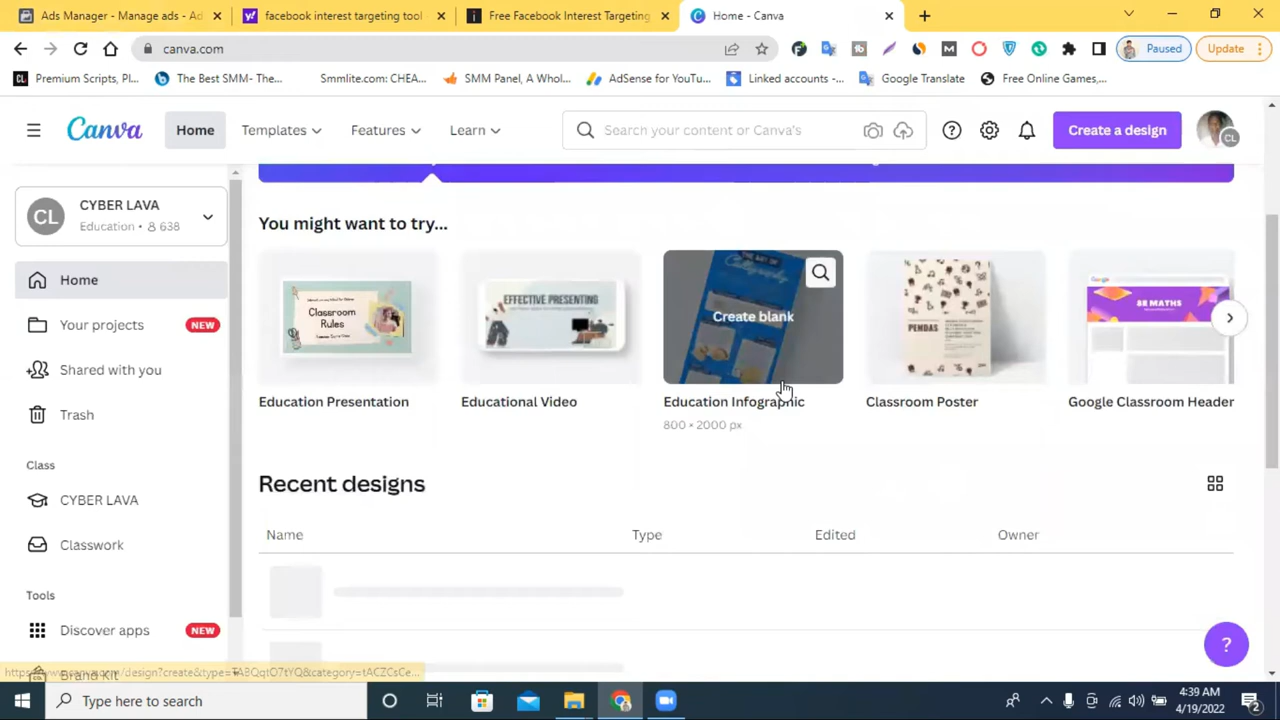 Ads Manager - Manage ads - Ad
facebook interest targeting tool -
Free Facebook Interest Targeting
Home - Canva
canva.com
Paused
Update
Premium Scripts, Pl...
The Best SMM- The...
Smmlite.com: CHEA...
SMM Panel, A Whol...
AdSense for YouTu...
Linked accounts -...
Google Translate
Free Online Games,...
Canva
Home
Templates
Features
Learn
Search your content or Canva's
Create a design
CL
CL
CYBER LAVA
Education • 638
Home
Your projects
NEW
Shared with you
Trash
Class
CYBER LAVA
Classwork
Tools
Discover apps
NEW
Brand Kit
You might want to try...
Classroom Rules
EFFECTIVE PRESENTING
Create blank
PENDAS
8E MATHS
Education Presentation
Educational Video
Education Infographic
Classroom Poster
Google Classroom Header
800 × 2000 px
Recent designs
Name
Type
Edited
Owner
?
Type here to search
4:39 AM
4/19/2022
2